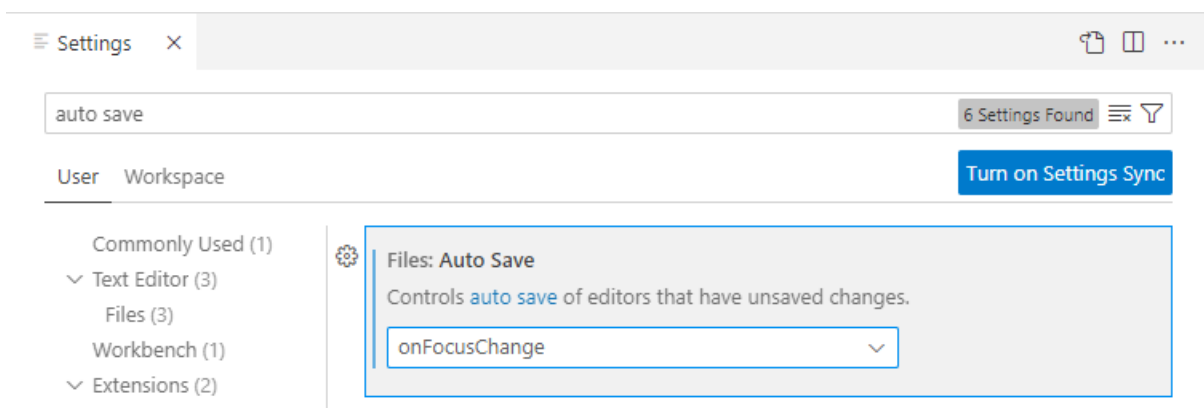 Settings
auto save
6 Settings Found
User Workspace
Turn on Settings Sync
Commonly Used (1)
Text Editor (3)
Files (3)
Workbench (1)
Extensions (2)
Files: Auto Save
Controls auto save of editors that have unsaved changes.
onFocusChange